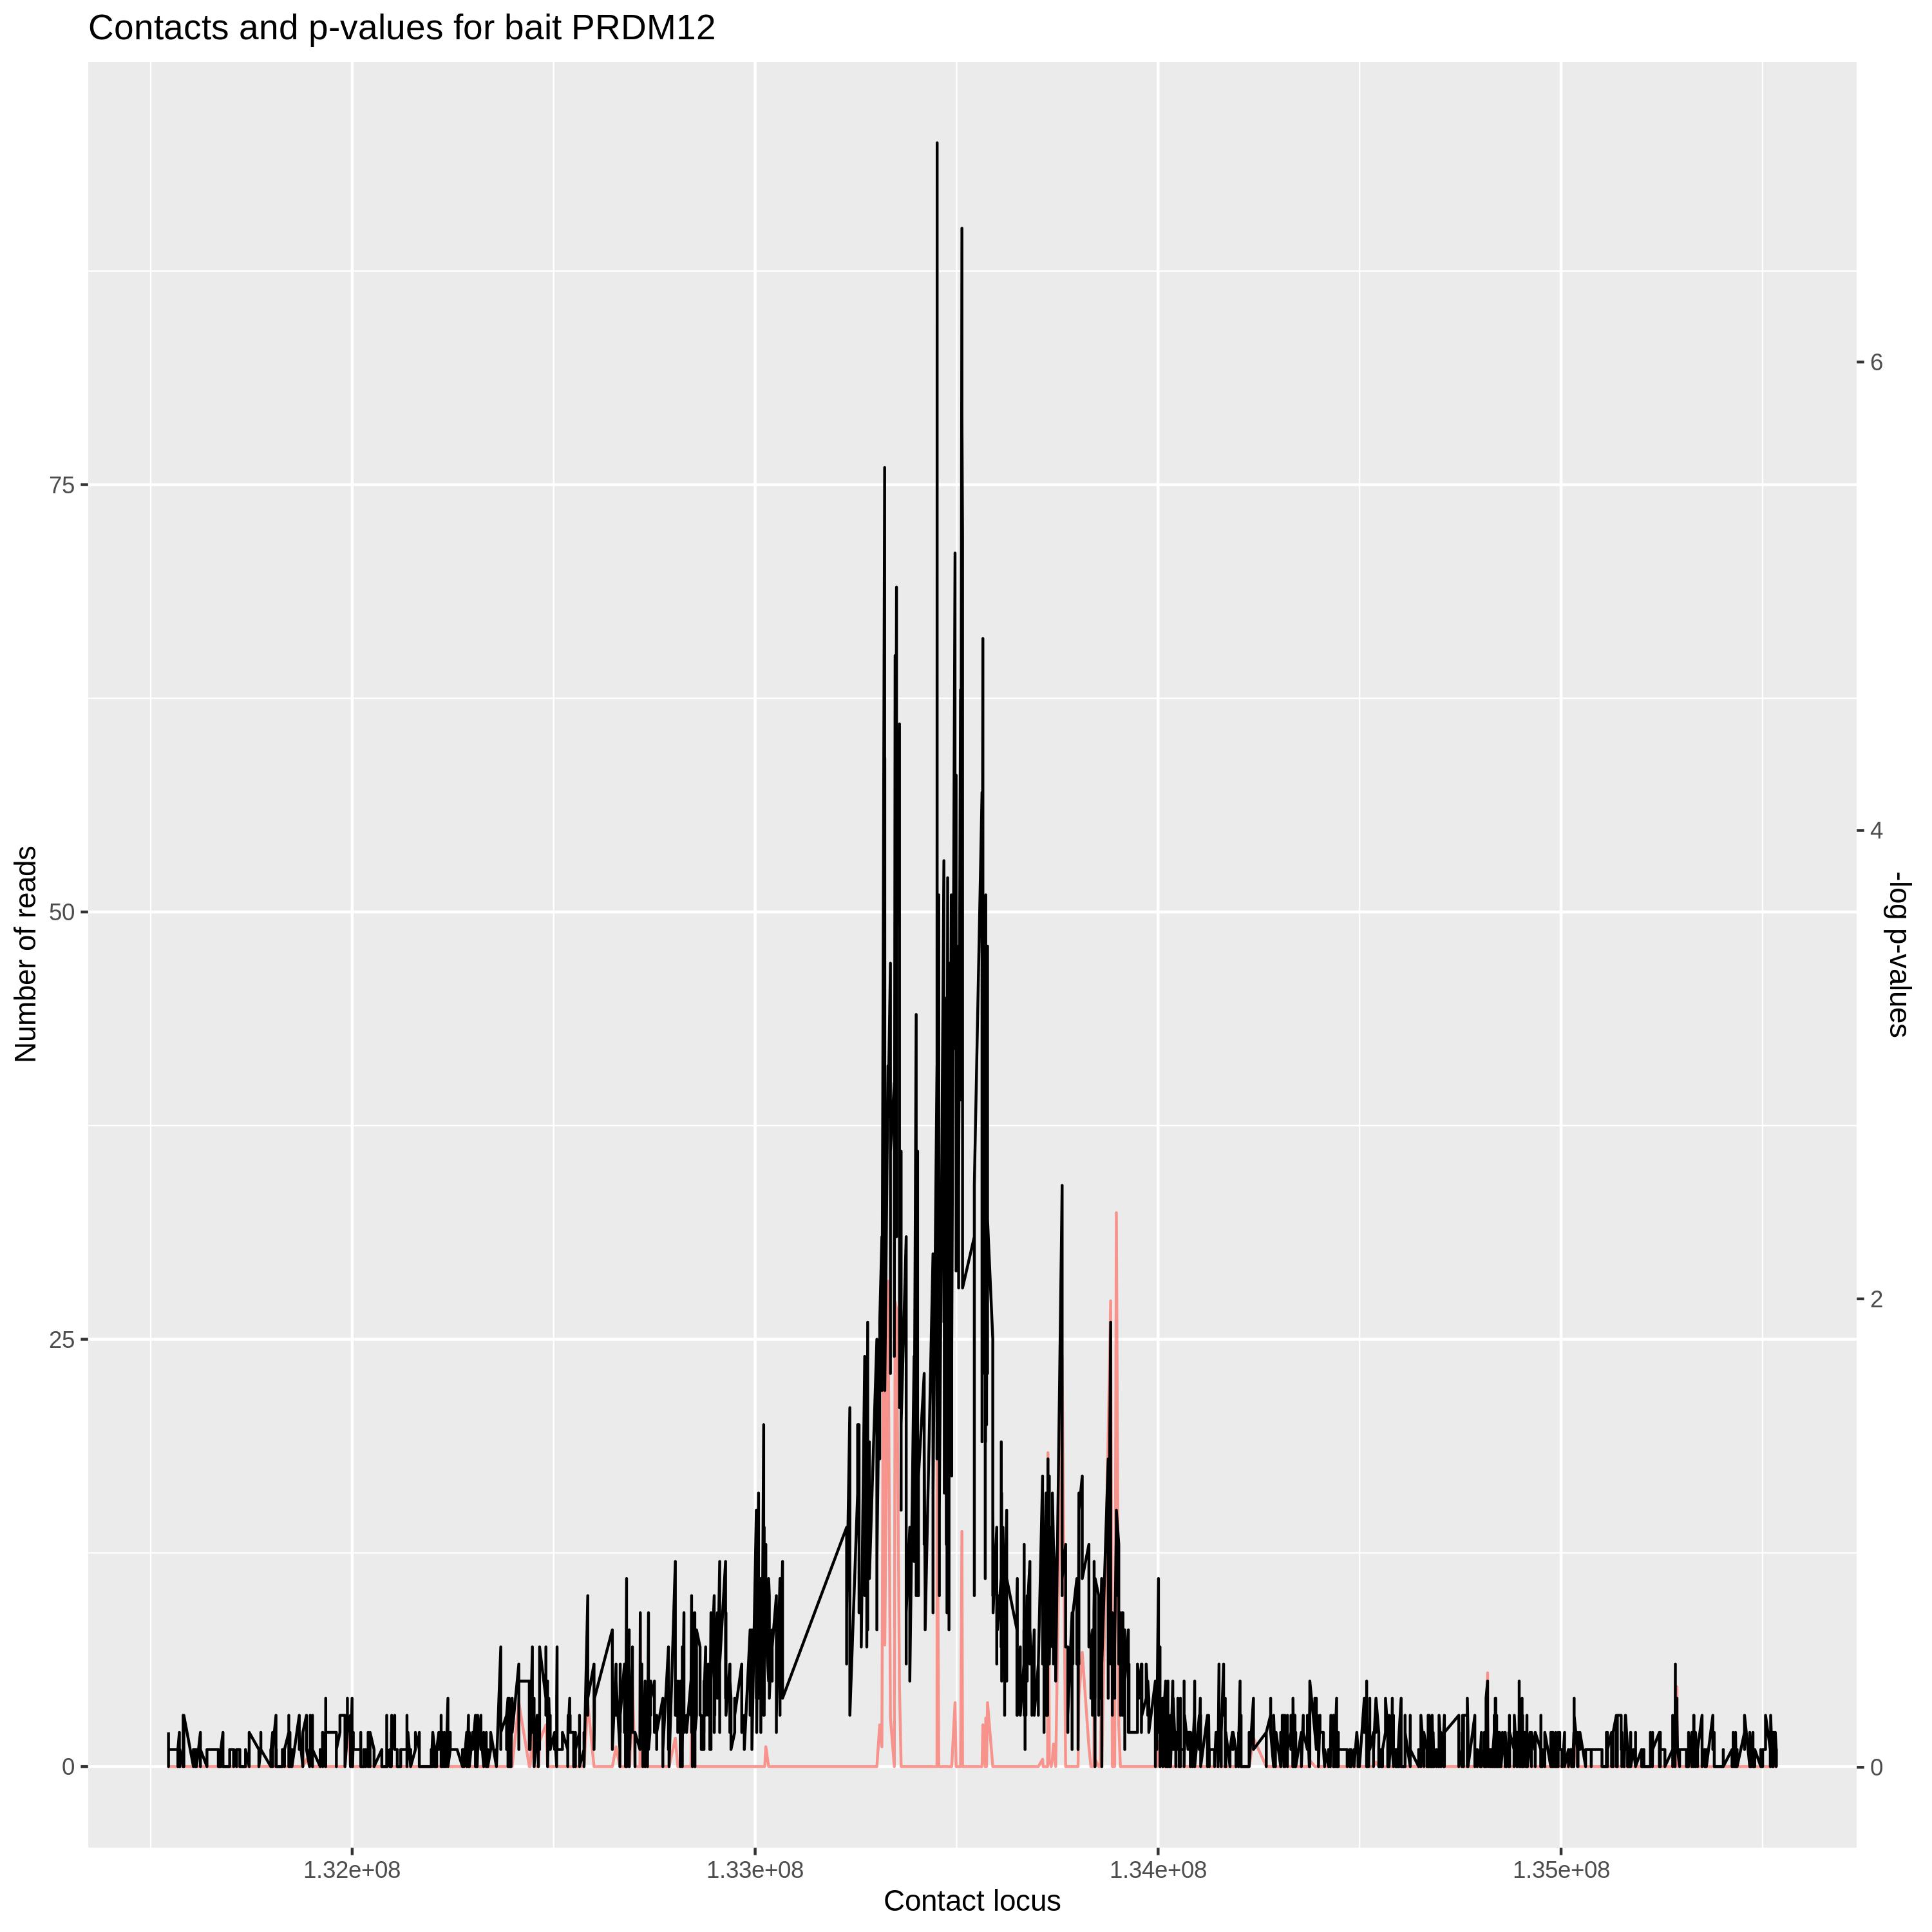 Contacts and p-values for bait PRDM12
Number of reads
75
50
25
0
6
4
2
0
-log p-values
1.32e+08
1.33e+08
1.34e+08
1.35e+08
Contact locus